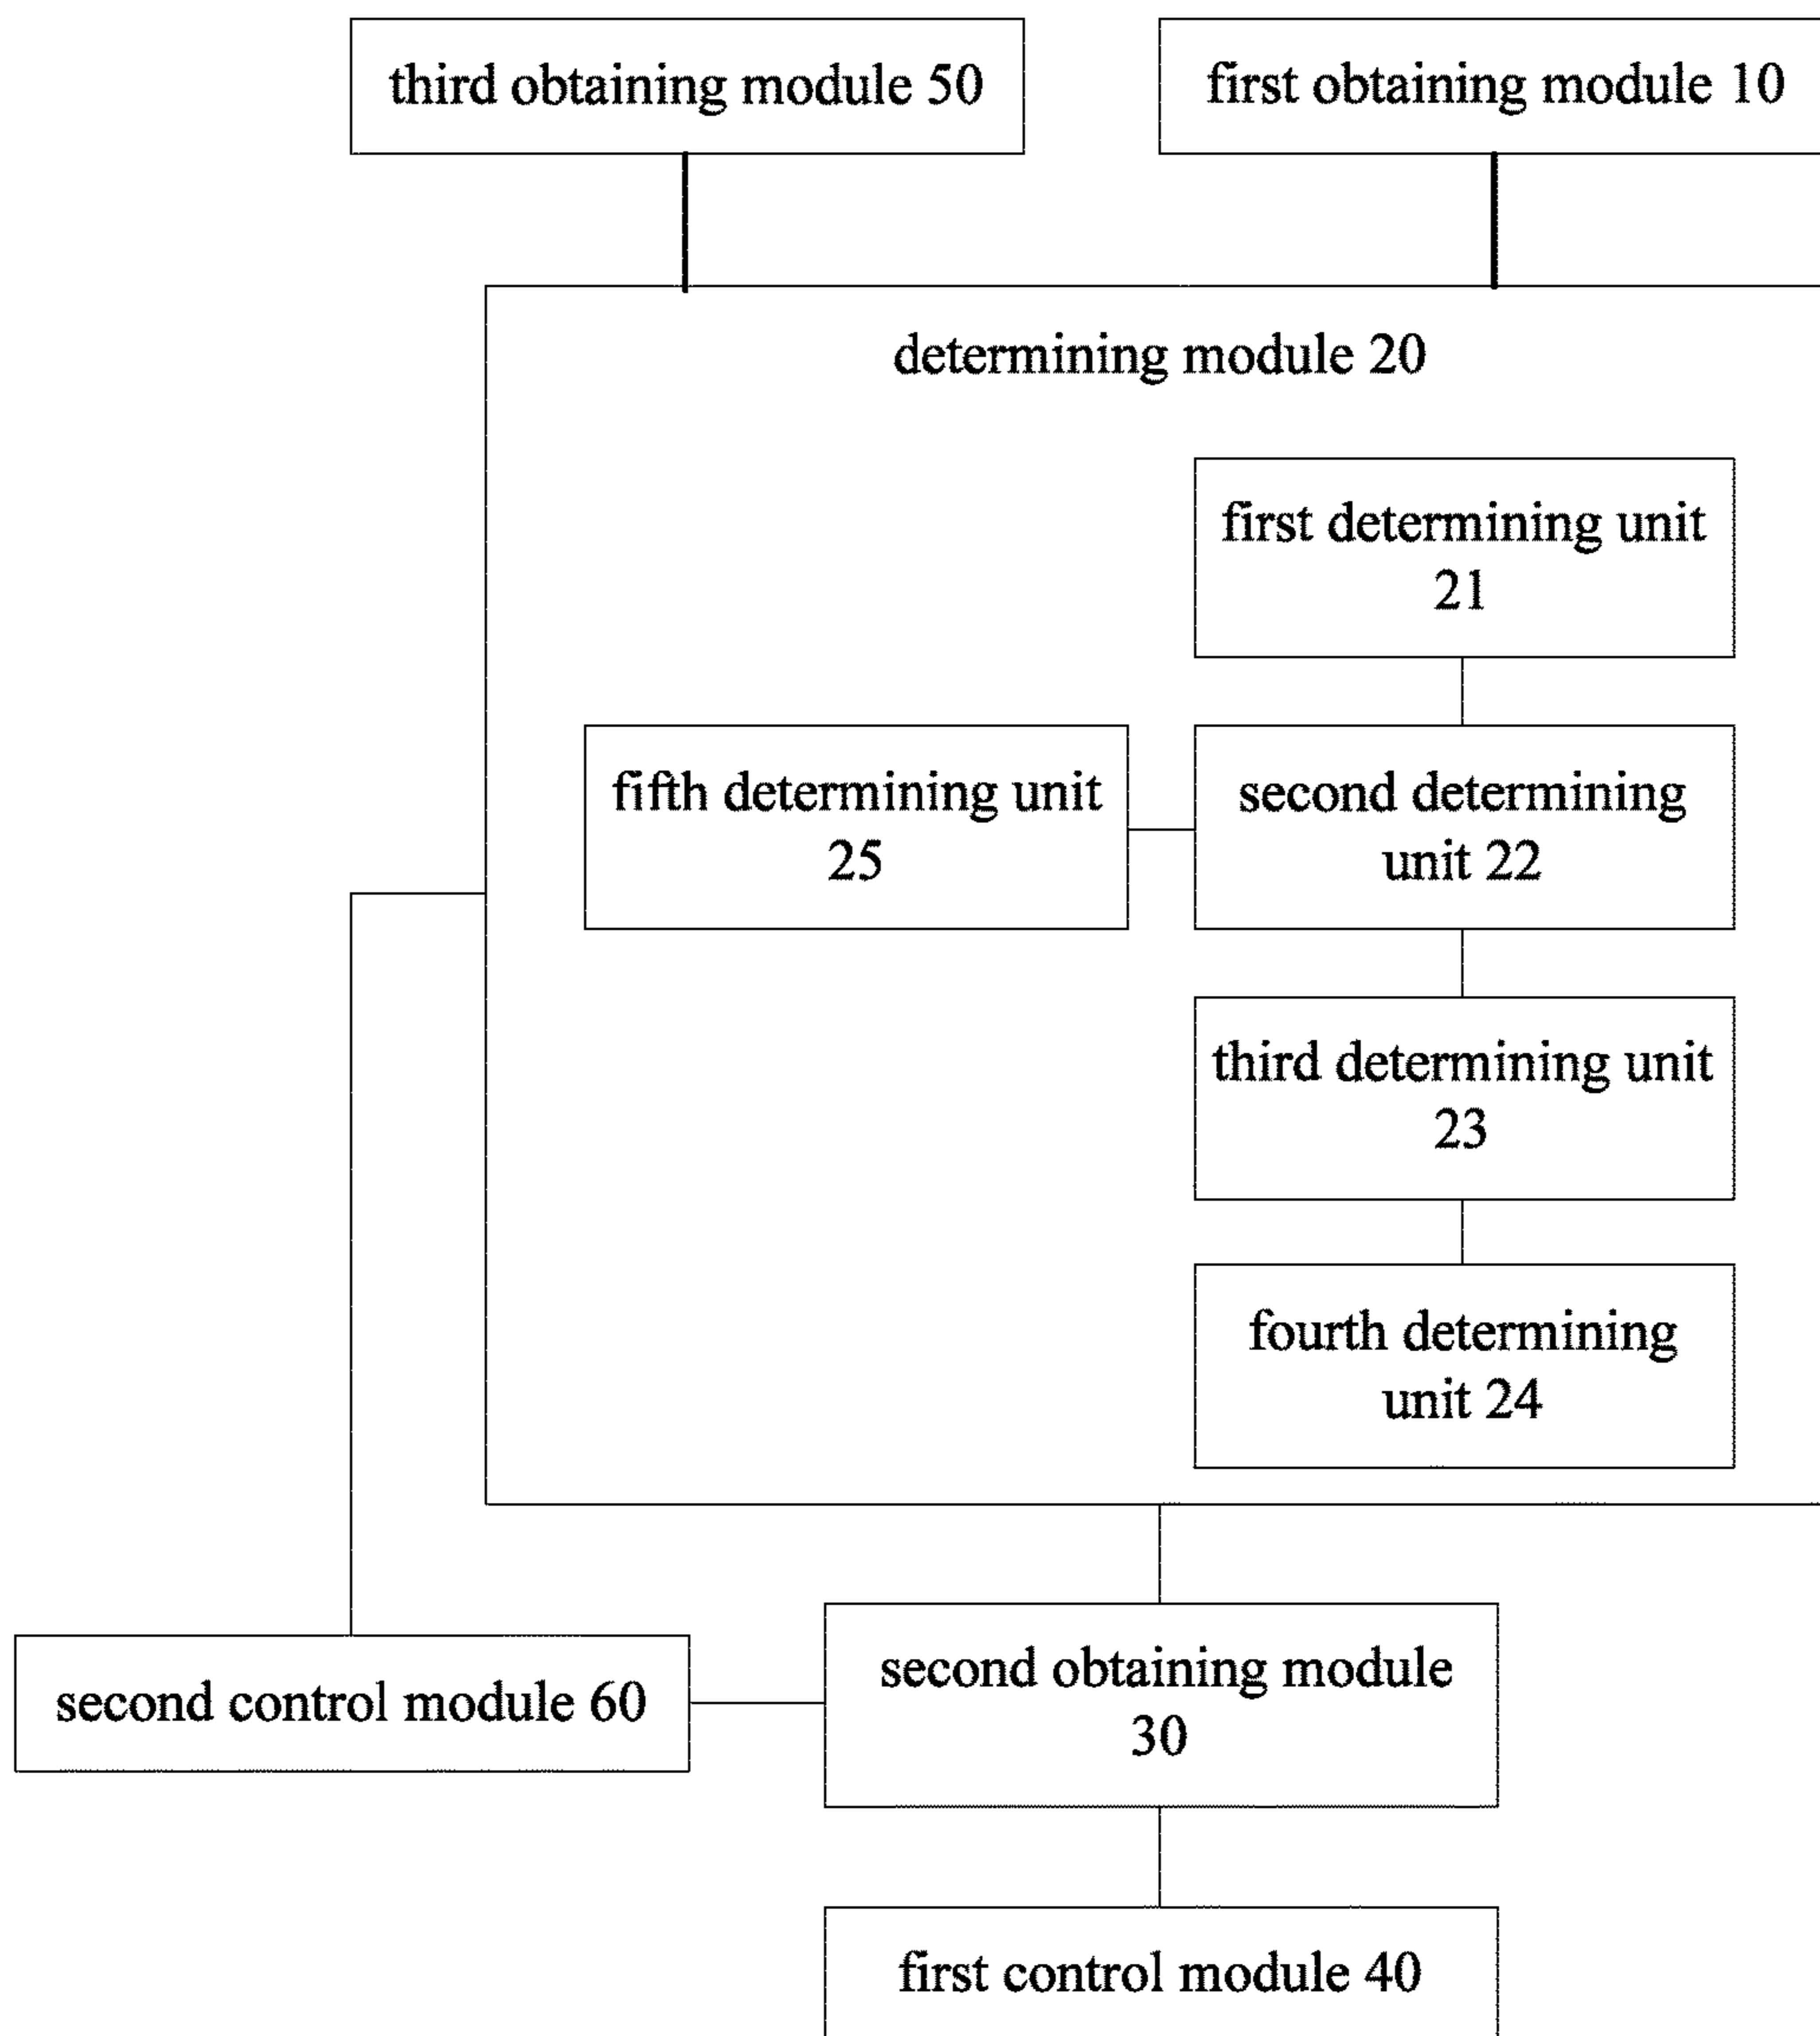 third obtaining module 50
first obtaining module 10
determining module 20
first determining unit
21
fifth determining unit
25
second determining
unit 22
third determining unit
23
fourth determining
unit 24
second control module 60
second obtaining module
30
first control module 40